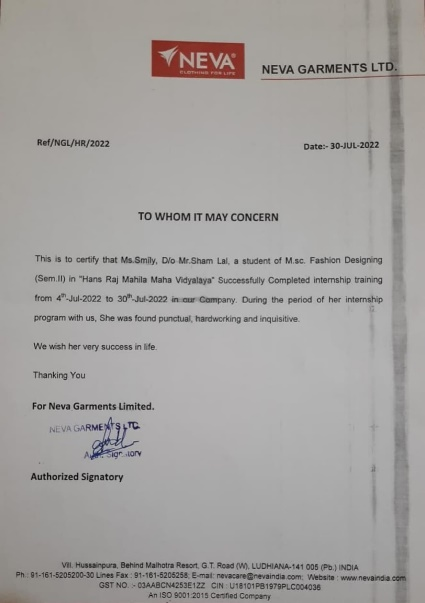 NEVA®
CLOTHING FOR LIFE
NEVA GARMENTS LTD.
Ref/NGL/HR/2022
Date:- 30-JUL-2022
TO WHOM IT MAY CONCERN
This is to certify that Ms.Smily, D/o Mr.Sham Lal, a student of M.sc. Fashion Designing
(Sem.II) in "Hans Raj Mahila Maha Vidyalaya" Successfully Completed internship training
from 4th-Jul-2022 to 30th-Jul-2022 in our Company. During the period of her internship
program with us, She was found punctual, hardworking and inquisitive.
We wish her very success in life.
Thanking You
For Neva Garments Limited.
NEVA GARMENTS LTD.
Signatory
Authorized Signatory
Vill. Hussainpura, Behind Malhotra Resort, G.T. Road (W), LUDHIANA-141 005 (Pb.) INDIA
Ph : 91-161-5205200-30 Lines Fax : 91-161-5205258, E-mail: nevacare@nevaindia.com; Website : www.nevaindia.com
GST NO. :- 03AABCN4253E1ZZ CIN : U18101PB1979PLC004036
An ISO 9001:2015 Certified Company